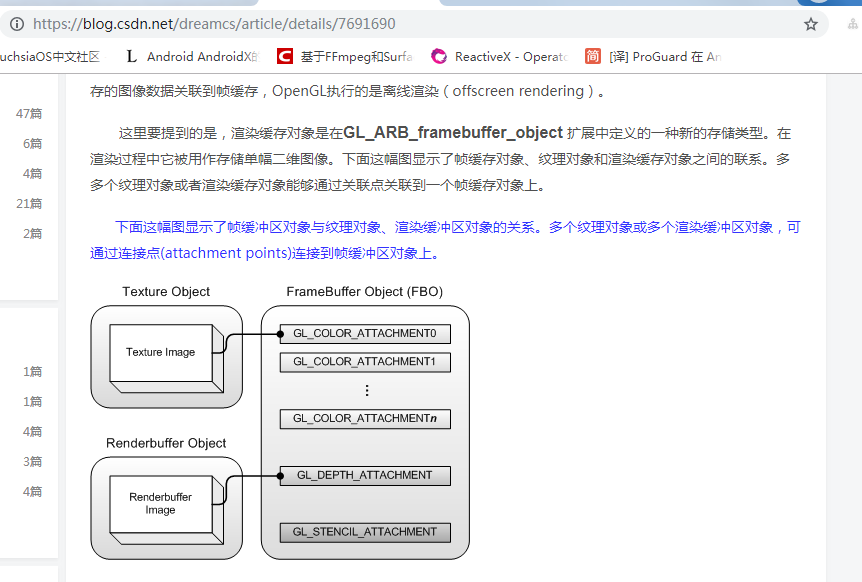 https://blog.csdn.net/dreamcs/article/details/7691690
uchsiaOS中文社区 L Android AndroidX的 C 基于FFmpeg和Surfa ReactiveX - Operato 简 [译] ProGuard 在 An
存的图像数据关联到帧缓存，OpenGL执行的是离线渲染（offscreen rendering）。
47篇
6篇
4篇
21篇
2篇
1篇
1篇
4篇
3篇
4篇
这里要提到的是，渲染缓存对象是在GL_ARB_framebuffer_object 扩展中定义的一种新的存储类型。在
渲染过程中它被用作存储单幅二维图像。下面这幅图显示了帧缓存对象、纹理对象和渲染缓存对象之间的联系。多
多个纹理对象或者渲染缓存对象能够通过关联点关联到一个帧缓存对象上。
下面这幅图显示了帧缓冲区对象与纹理对象、渲染缓冲区对象的关系。多个纹理对象或多个渲染缓冲区对象，可
通过连接点(attachment points)连接到帧缓冲区对象上。
Texture Object
Texture Image
Renderbuffer Object
Renderbuffer
Image
FrameBuffer Object (FBO)
GL_COLOR_ATTACHMENT0
GL_COLOR_ATTACHMENT1
⋮
GL_COLOR_ATTACHMENTn
GL_DEPTH_ATTACHMENT
GL_STENCIL_ATTACHMENT